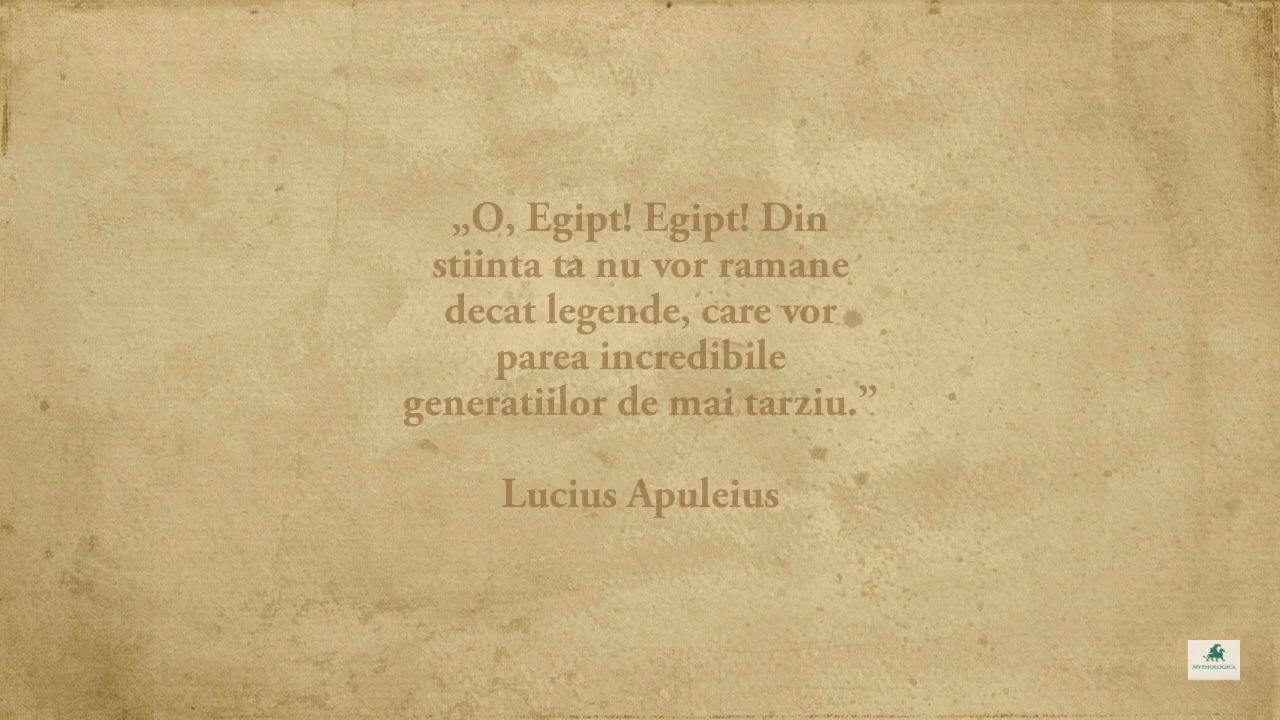 „O, Egipt! Egipt! Din
stiinta ta nu vor ramane
decat legende, care vor
parea incredibile
generatiilor de mai tarziu.”
Lucius Apuleius
MYTHOLOGICA